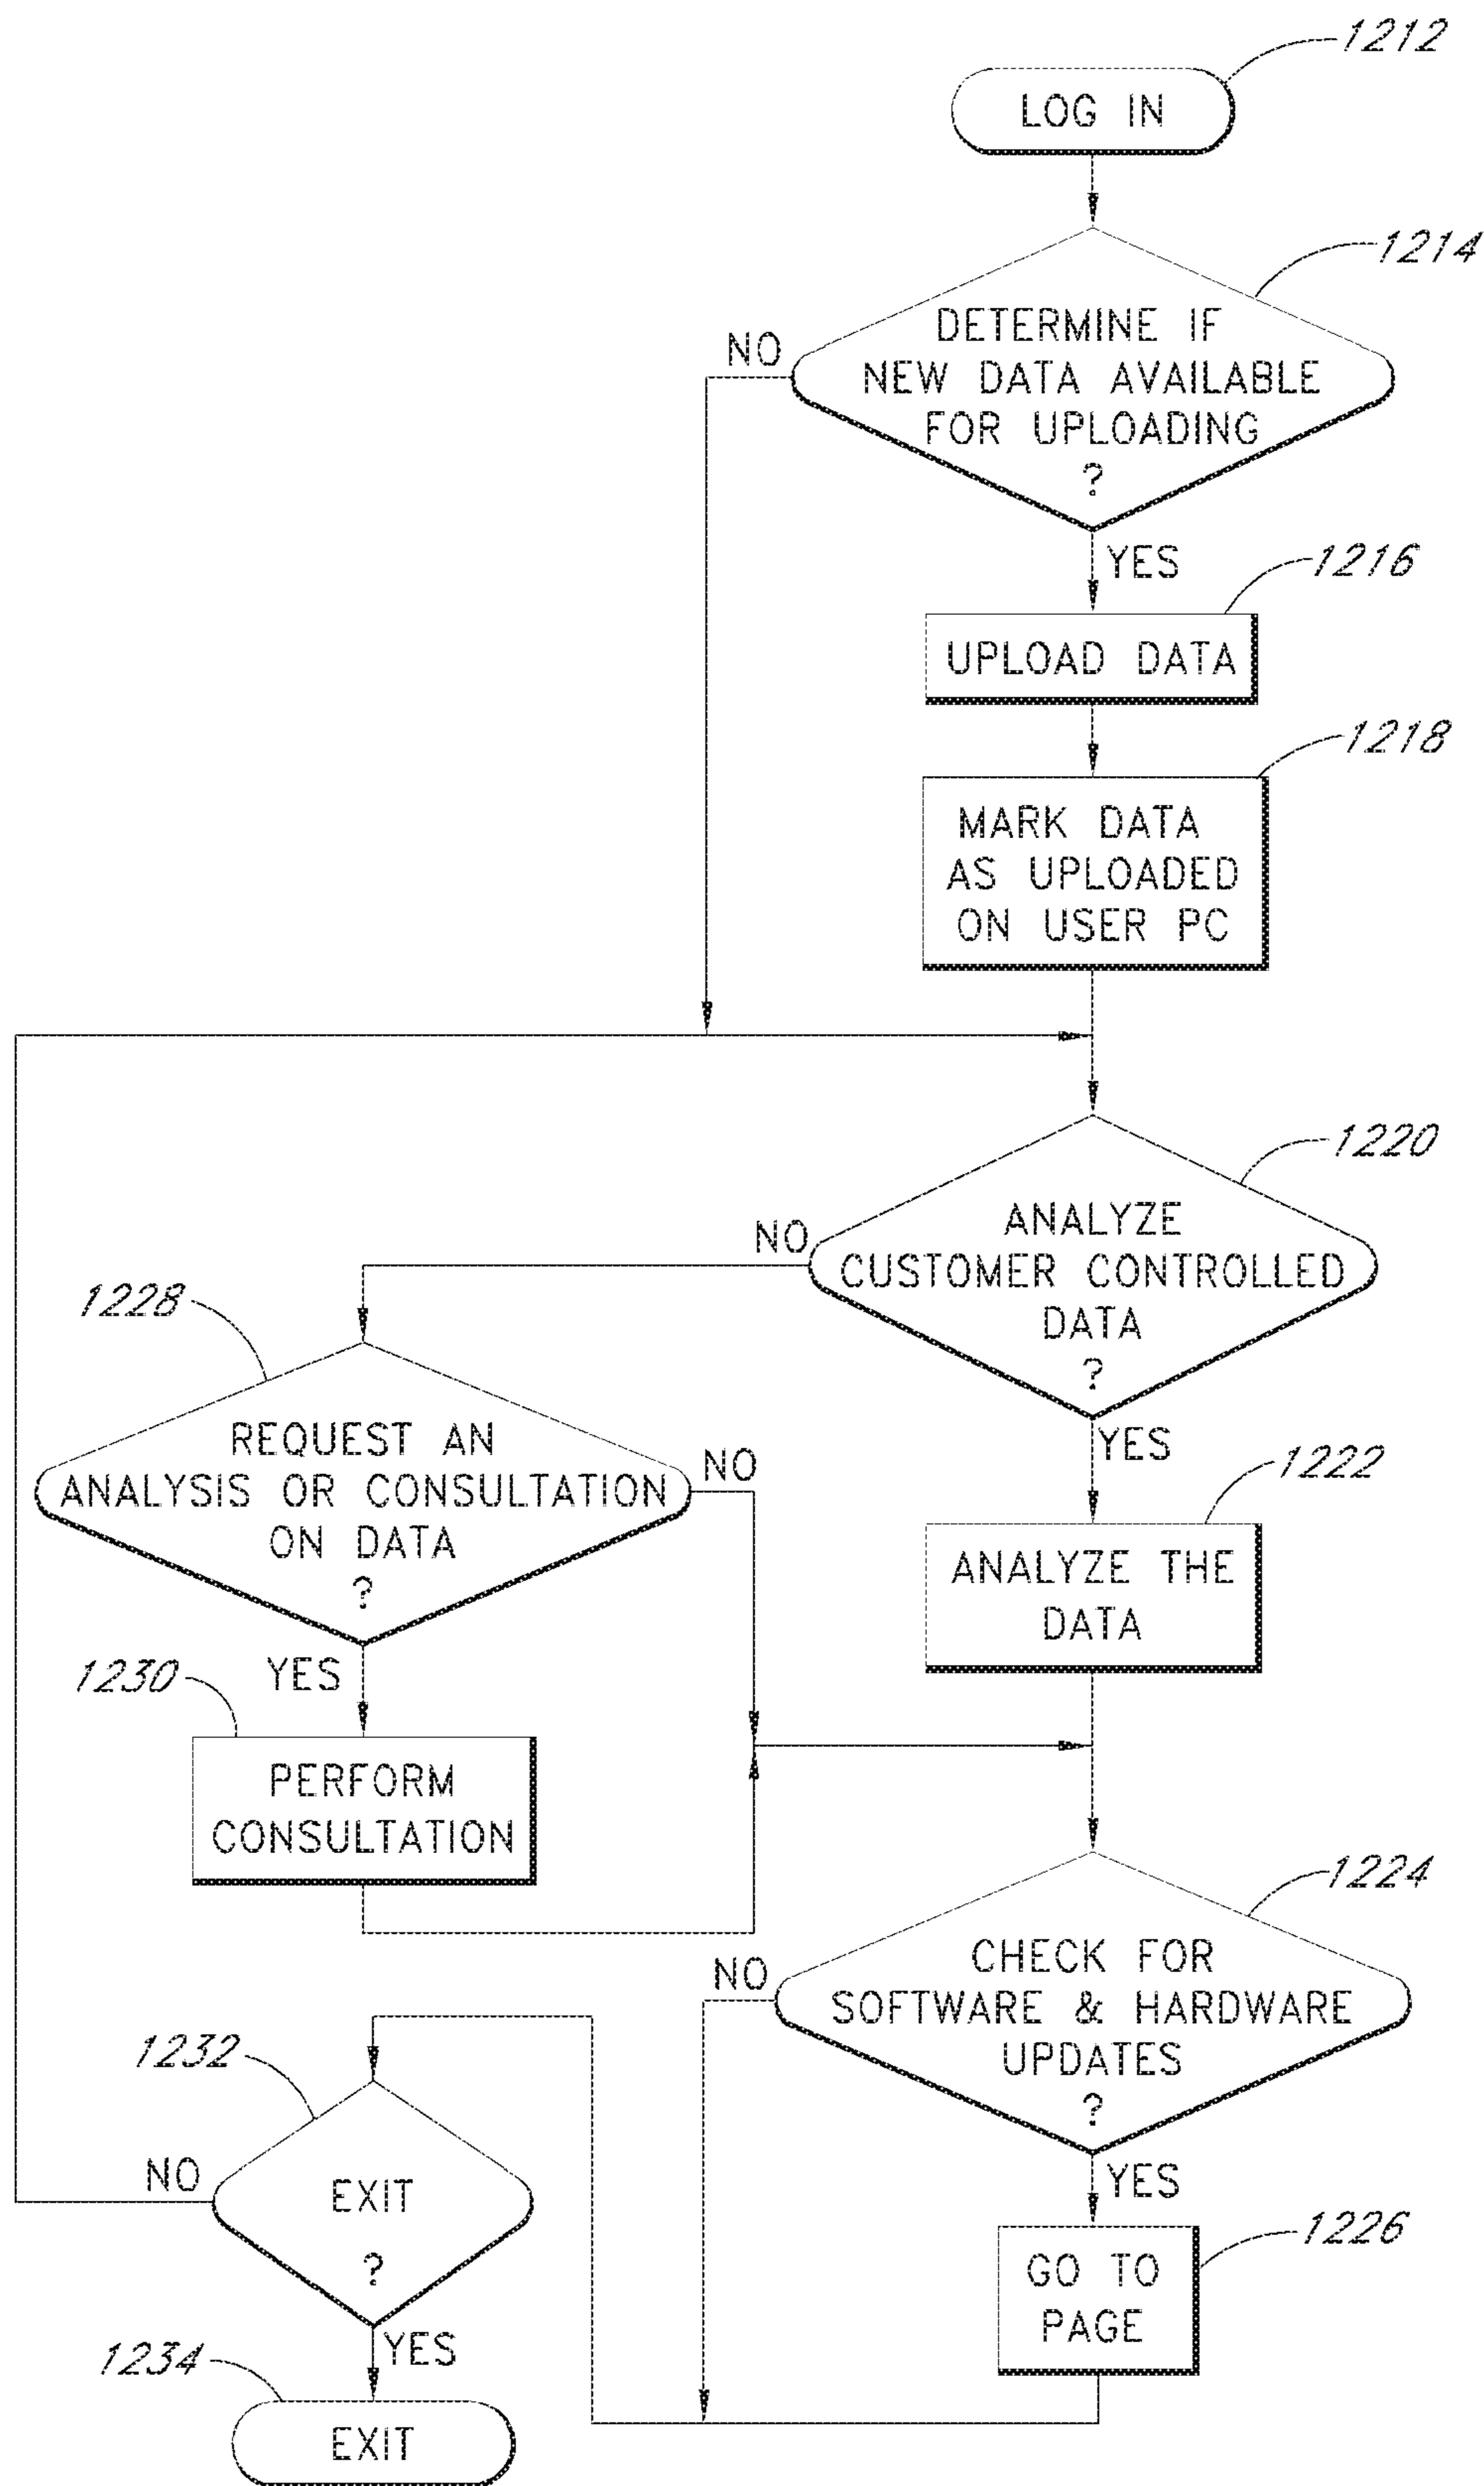 1212
LOG IN
1214
DETERMINE IF
NEW DATA AVAILABLE
FOR UPLOADING
?
NO
YES
1216
UPLOAD DATA
1218
MARK DATA
AS UPLOADED
ON USER PC
1220
ANALYZE
CUSTOMER CONTROLLED
DATA
?
NO
YES
1228
REQUEST AN
ANALYSIS OR CONSULTATION
ON DATA
?
NO
YES
1222
ANALYZE THE
DATA
1230
PERFORM
CONSULTATION
1224
CHECK FOR
SOFTWARE & HARDWARE
UPDATES
?
NO
YES
1232
EXIT
?
NO
YES
1226
GO TO
PAGE
1234
EXIT